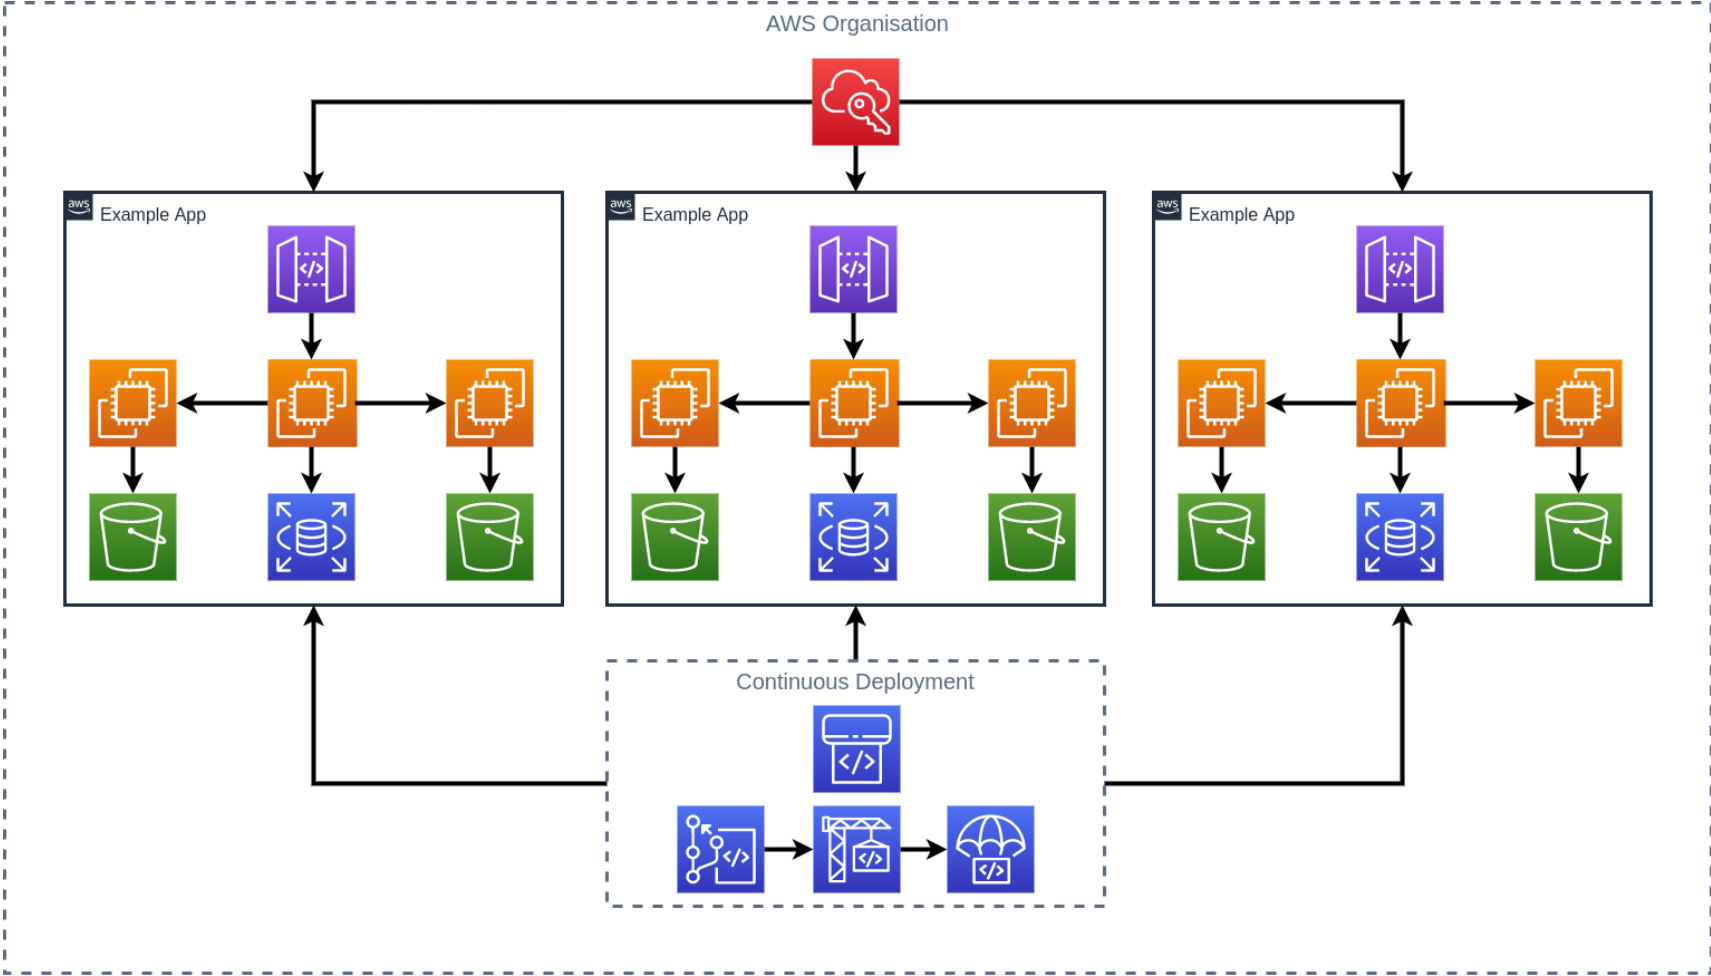 AWS Organisation
aws
Example App
aws
Example App
aws
Example App
</>
</>
</>
Continuous Deployment
</>
</>
</>
</>